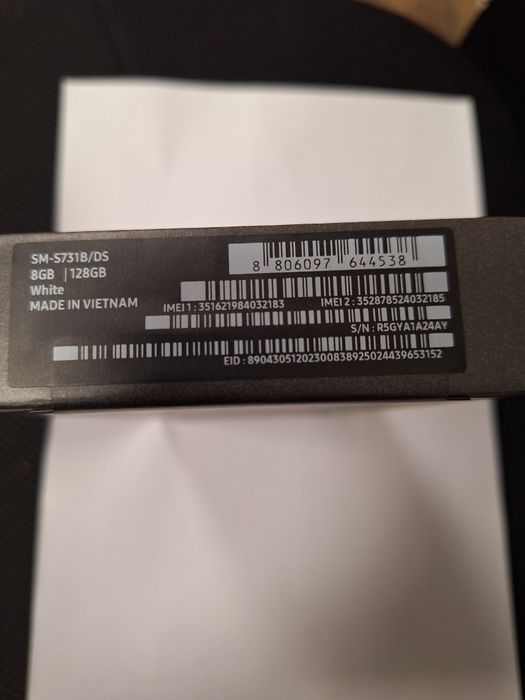 SM-S731B/DS
8GB | 128GB
White
MADE IN VIETNAM
8 806097 644538
IMEI 1 : 351621984032183 IMEI 2 : 352878524032185
S/N : R5GYA1A24AY
EID : 89043051202300838925024439653152